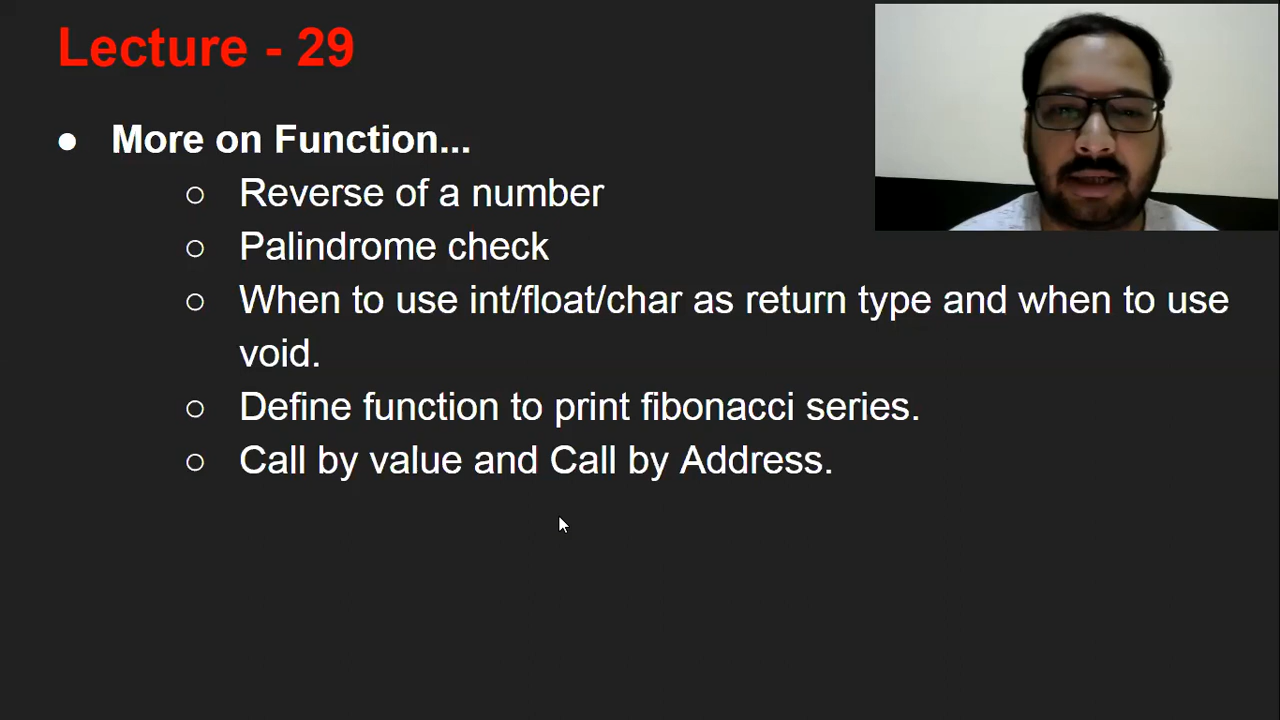 Lecture - 29
● More on Function...
○ Reverse of a number
○ Palindrome check
○ When to use int/float/char as return type and when to use
void.
○ Define function to print fibonacci series.
○ Call by value and Call by Address.